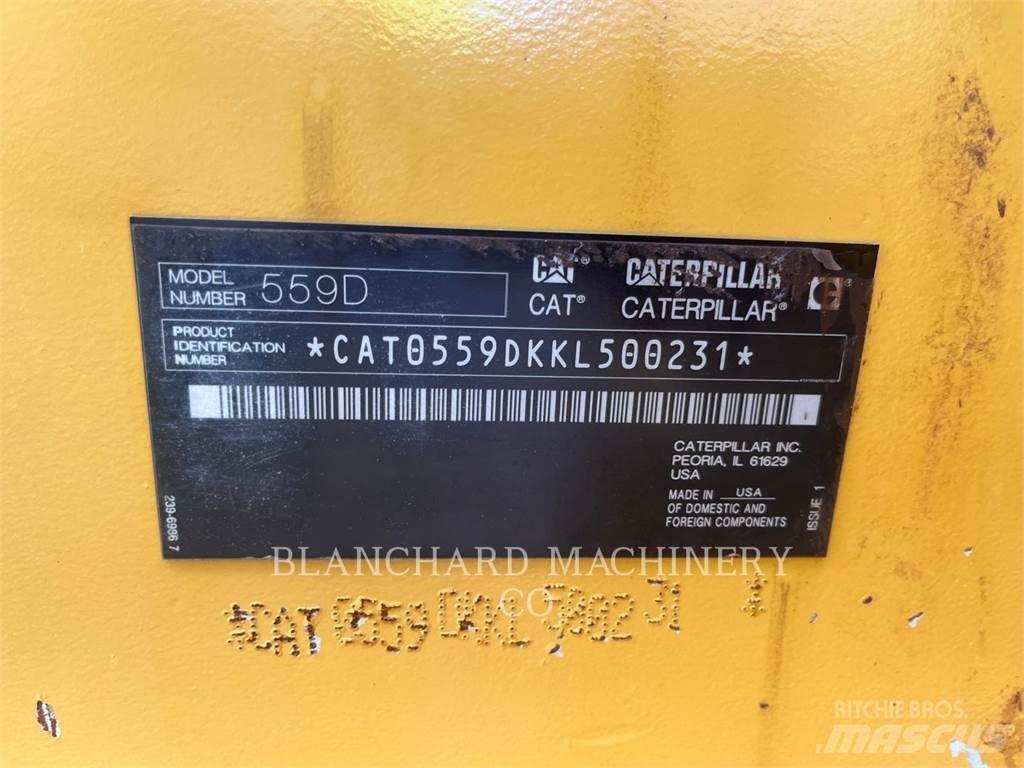 MODEL
NUMBER 559D
CAT CATERPILLAR
CAT® CATERPILLAR®
PRODUCT
IDENTIFICATION
NUMBER
*CAT0559DKKL500231*
CATERPILLAR INC.
PEORIA, IL 61629
USA
MADE IN USA
OF DOMESTIC AND
FOREIGN COMPONENTS
ISSUE 1
239-6986 7
BLANCHARD MACHINERY
CO.
*CAT0559DKKL500231*
RITCHIE BROS.
MASCUS